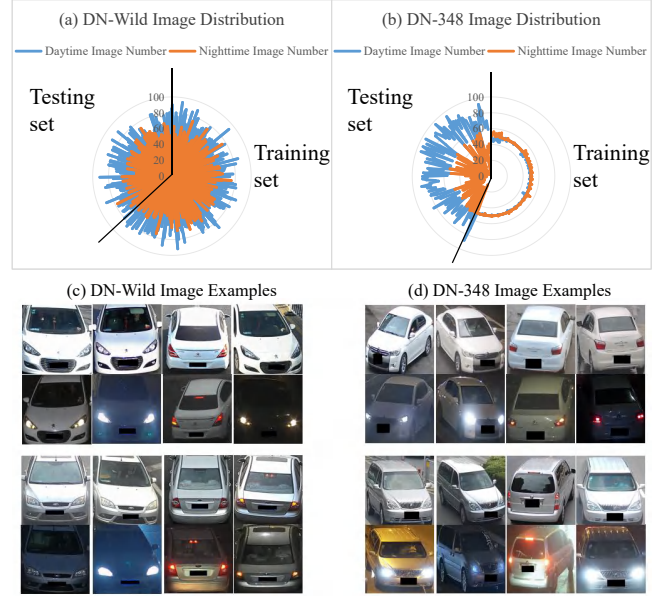 (a) DN-Wild Image Distribution
Daytime Image Number
Nighttime Image Number
Testing
set
100
80
60
40
20
0
Training
set
(b) DN-348 Image Distribution
Daytime Image Number
Nighttime Image Number
Testing
set
100
80
60
40
20
0
Training
set
(c) DN-Wild Image Examples
(d) DN-348 Image Examples